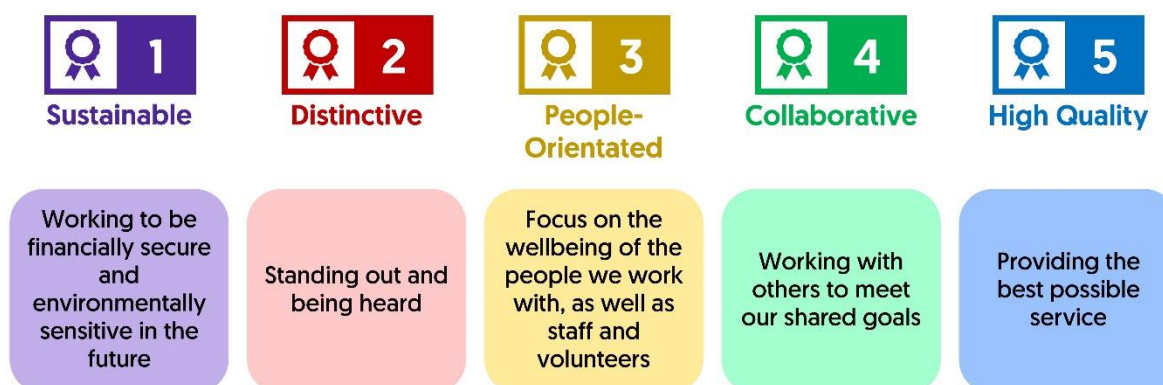 1
Sustainable
Working to be
financially secure
and
environmentally
sensitive in the
future
2
Distinctive
Standing out and
being heard
3
People-
Orientated
Focus on the
wellbeing of the
people we work
with, as well as
staff and
volunteers
4
Collaborative
Working with
others to meet
our shared goals
5
High Quality
Providing the
best possible
service